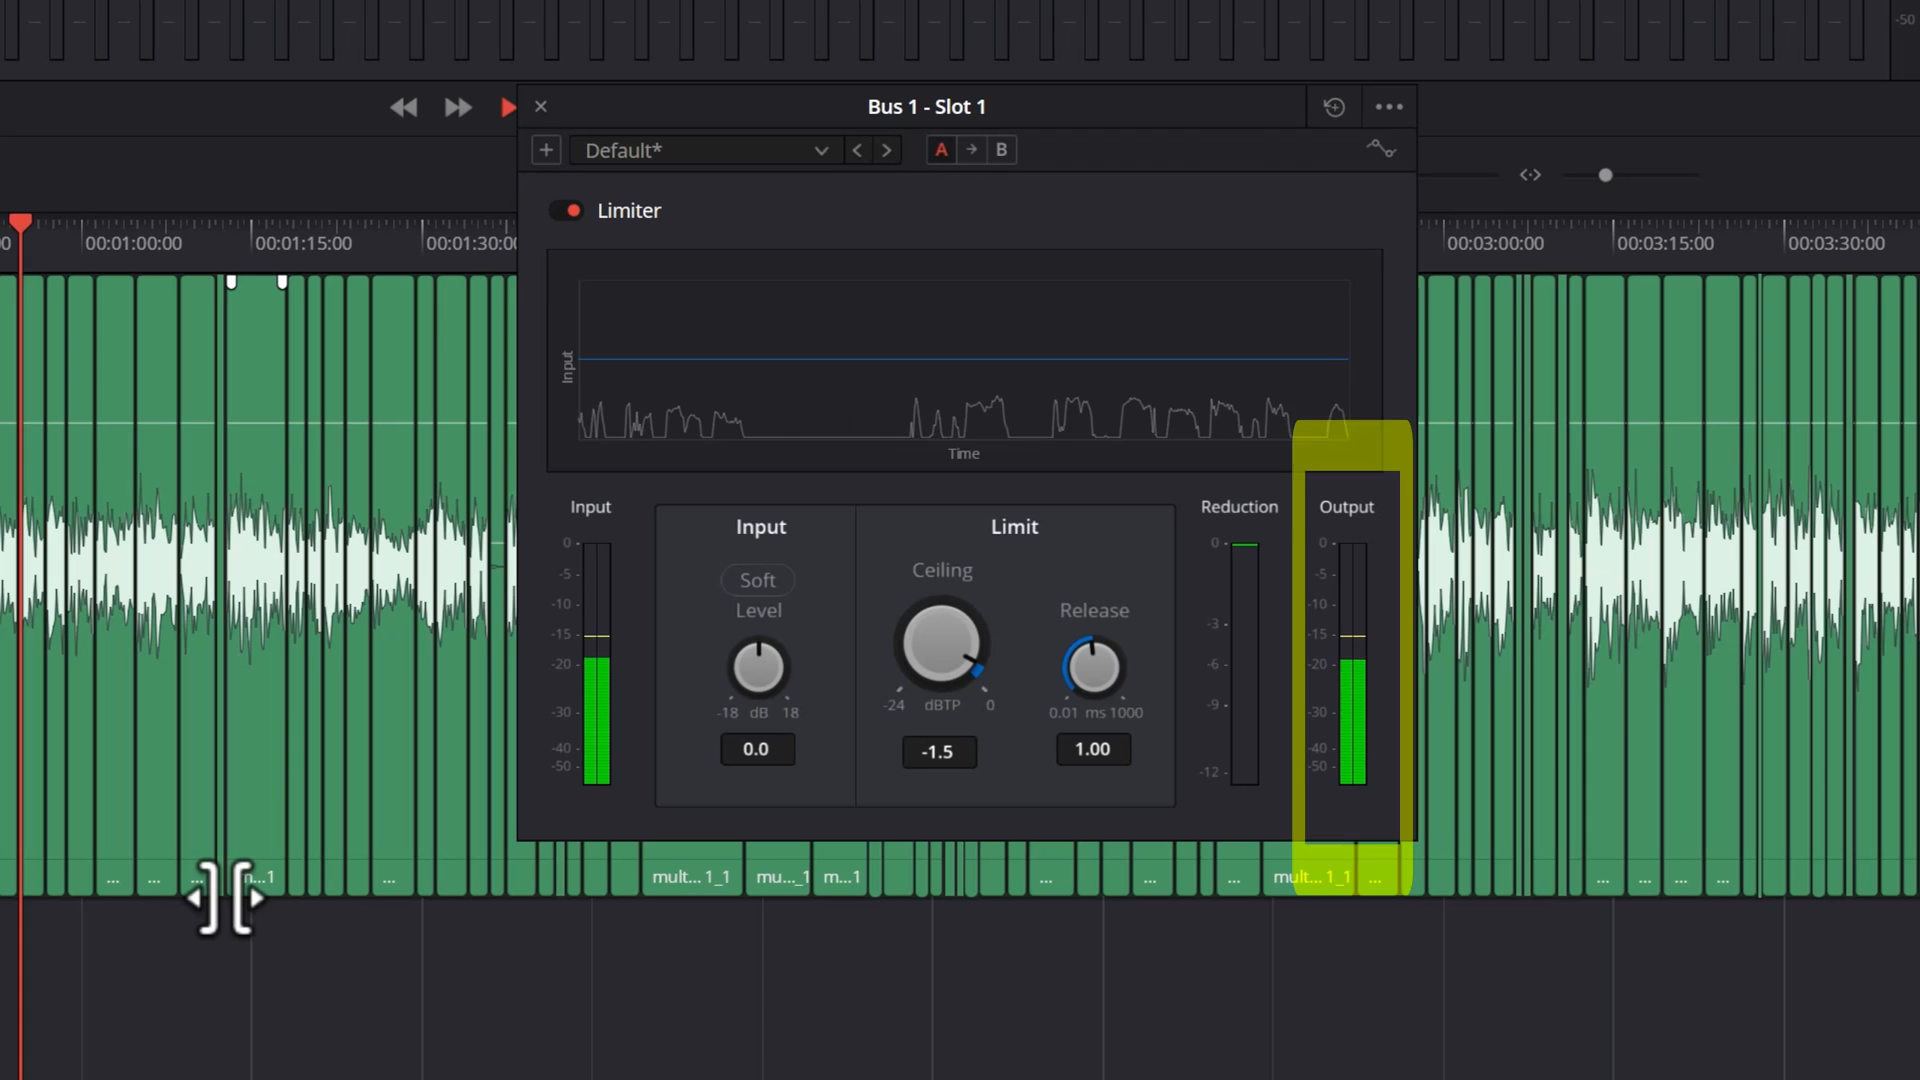 -50
Bus 1 - Slot 1
Default*
A
B
Limiter
0
00:01:00:00
00:01:15:00
00:03:00:00
00:03:15:00
00:03:30:00
Input
Time
Input
0
-5
-10
-15
-20
-30
-40
-50
Input
Soft
Level
-18 dB 18
0.0
Limit
Ceiling
-24 dBTP 0
-1.5
Release
0.01 ms 1000
1.00
Reduction
0
-3
-6
-9
-12
Output
0
-5
-10
-15
-20
-30
-40
-50
... ... ... ...1 ... mult... 1_1 mu..._1 m...1 ... ... ... mult... 1_1 ... ... ... ... ...